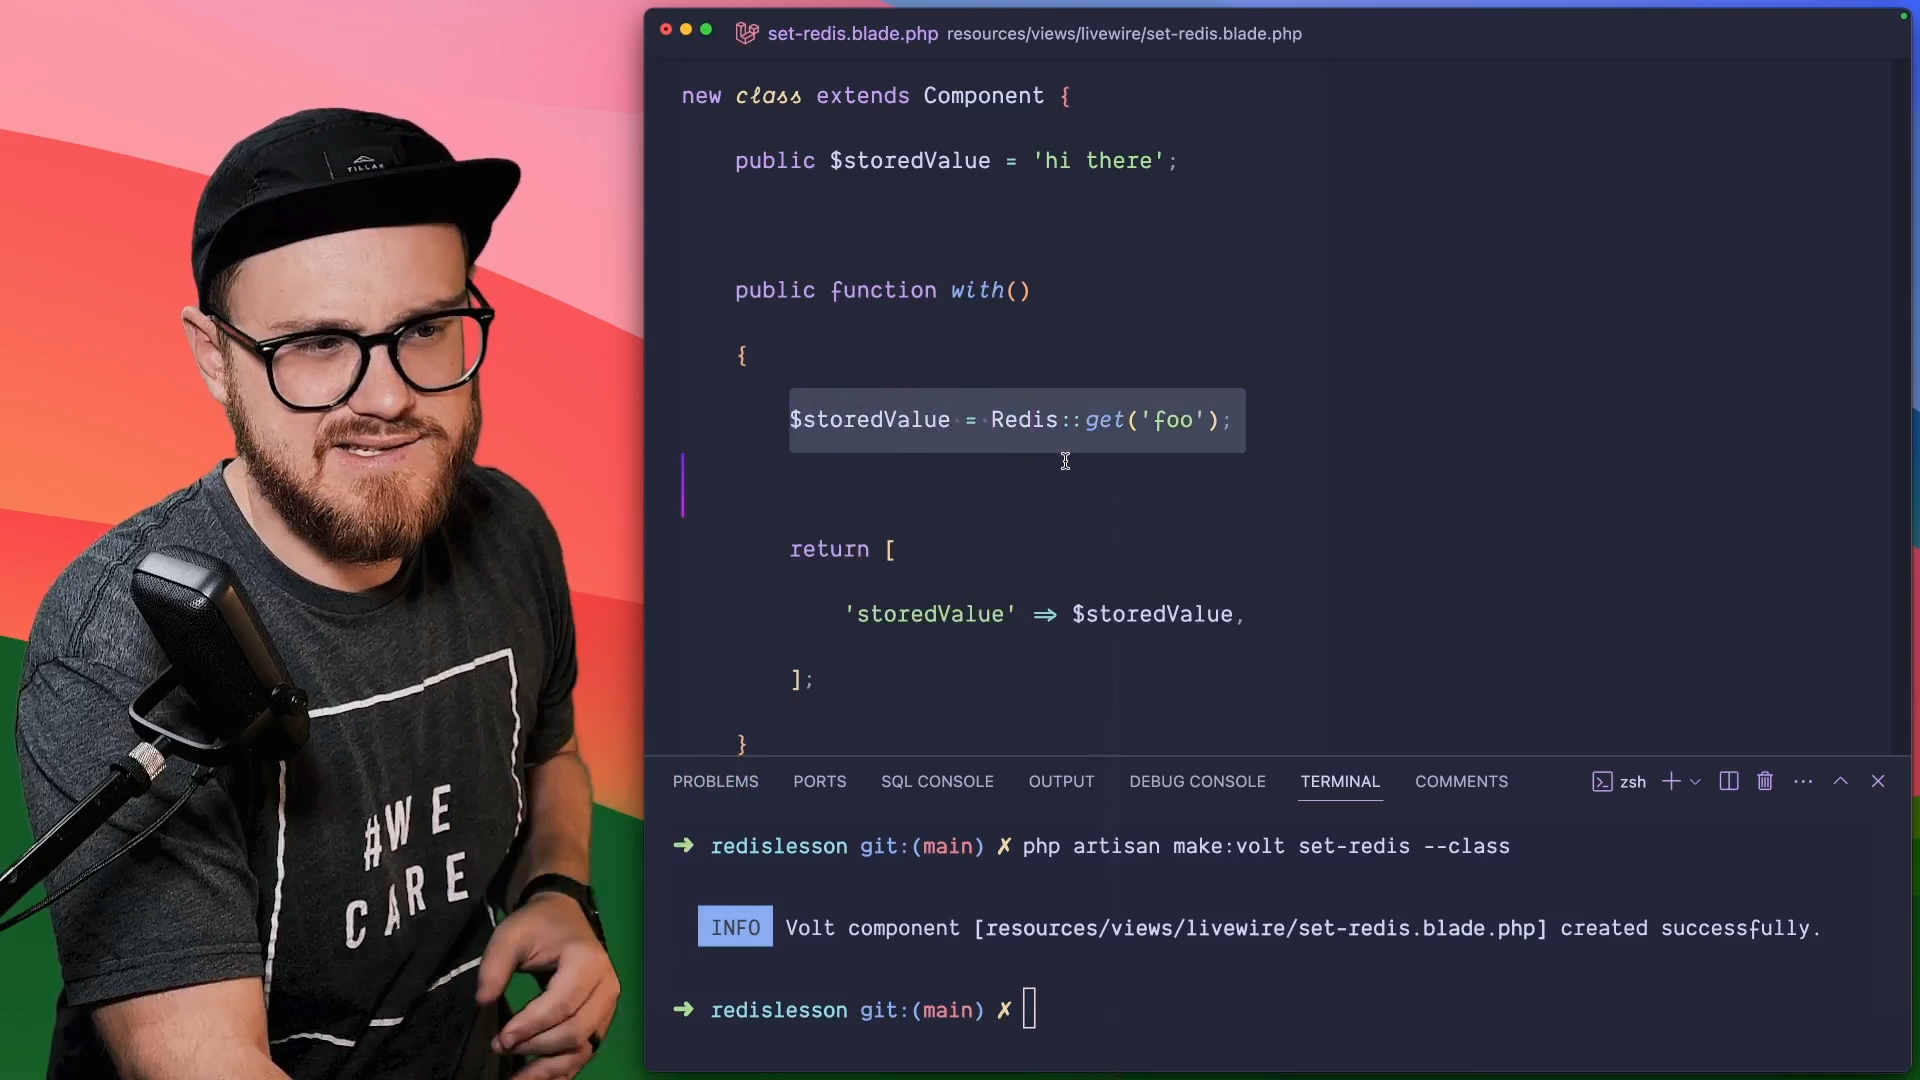 set-redis.blade.php resources/views/livewire/set-redis.blade.php
new class extends Component {
public $storedValue = 'hi there';
public function with()
{
$storedValue = Redis::get('foo');
return [
'storedValue' => $storedValue,
];
}
TILLAK
#WE
CARE
PROBLEMS PORTS SQL CONSOLE OUTPUT DEBUG CONSOLE TERMINAL COMMENTS zsh
➜ redislesson git:(main) ✗ php artisan make:volt set-redis --class
INFO Volt component [resources/views/livewire/set-redis.blade.php] created successfully.
➜ redislesson git:(main) ✗